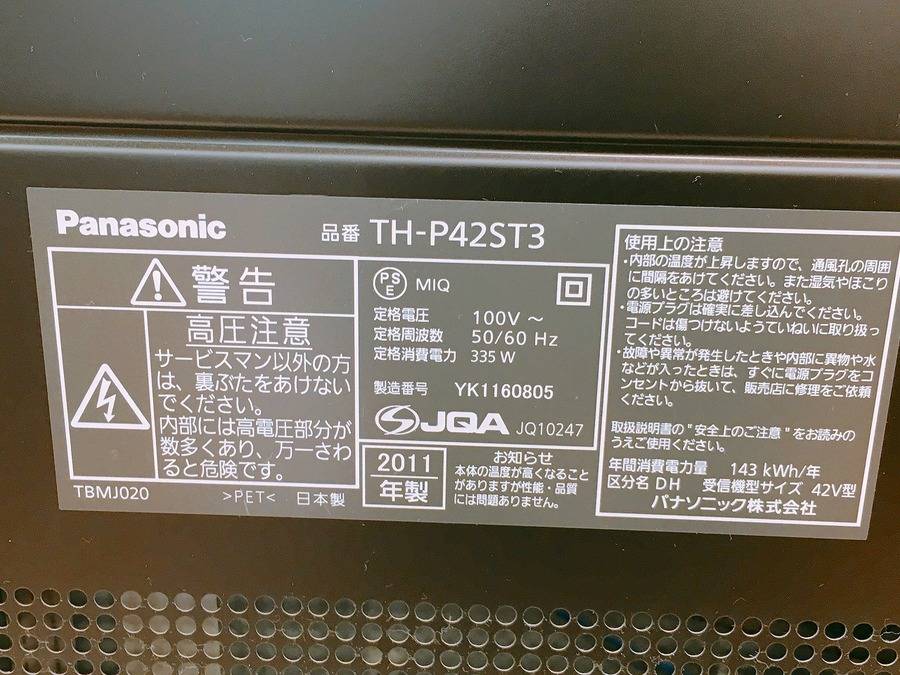 Panasonic
品番 TH-P42ST3
警告
高圧注意
サービスマン以外の方
は、裏ぶたをあけない
でください。
内部には高電圧部分が
数多くあり、万一さわ
ると危険です。
TBMJ020 >PET< 日本製
PSE MIQ
定格電圧 100V ～
定格周波数 50/60 Hz
定格消費電力 335 W
製造番号 YK1160805
JQA JQ10247
2011
年製
お知らせ
本体の温度が高くなること
がありますが性能・品質
には問題ありません。
使用上の注意
・内部の温度が上昇しますので、通風孔の周囲
に間隔をあけてください。また湿気やほこり
の多いところは避けてください。
・電源プラグは確実に差し込んでください。
コードは傷つけないようていねいに取り扱っ
てください。
・故障や異常が発生したときや内部に異物や水
などが入ったときは、すぐに電源プラグをコ
ンセントから抜いて、販売店に修理をご依頼
ください。
取扱説明書の"安全上のご注意"をお読みの
うえご使用ください。
年間消費電力量 143 kWh/年
区分名 DH 受信機型サイズ 42V型
パナソニック株式会社